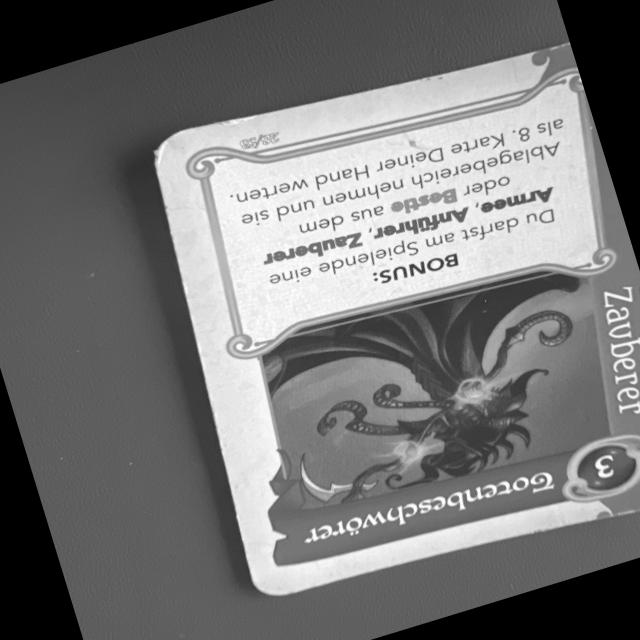 3
Totenbeschwörer
Zauberer
BONUS:
Du darfst am Spielende eine
Armee, Anführer, Zauberer
oder Bestie aus dem
Ablagebereich nehmen und sie
als 8. Karte Deiner Hand werten.